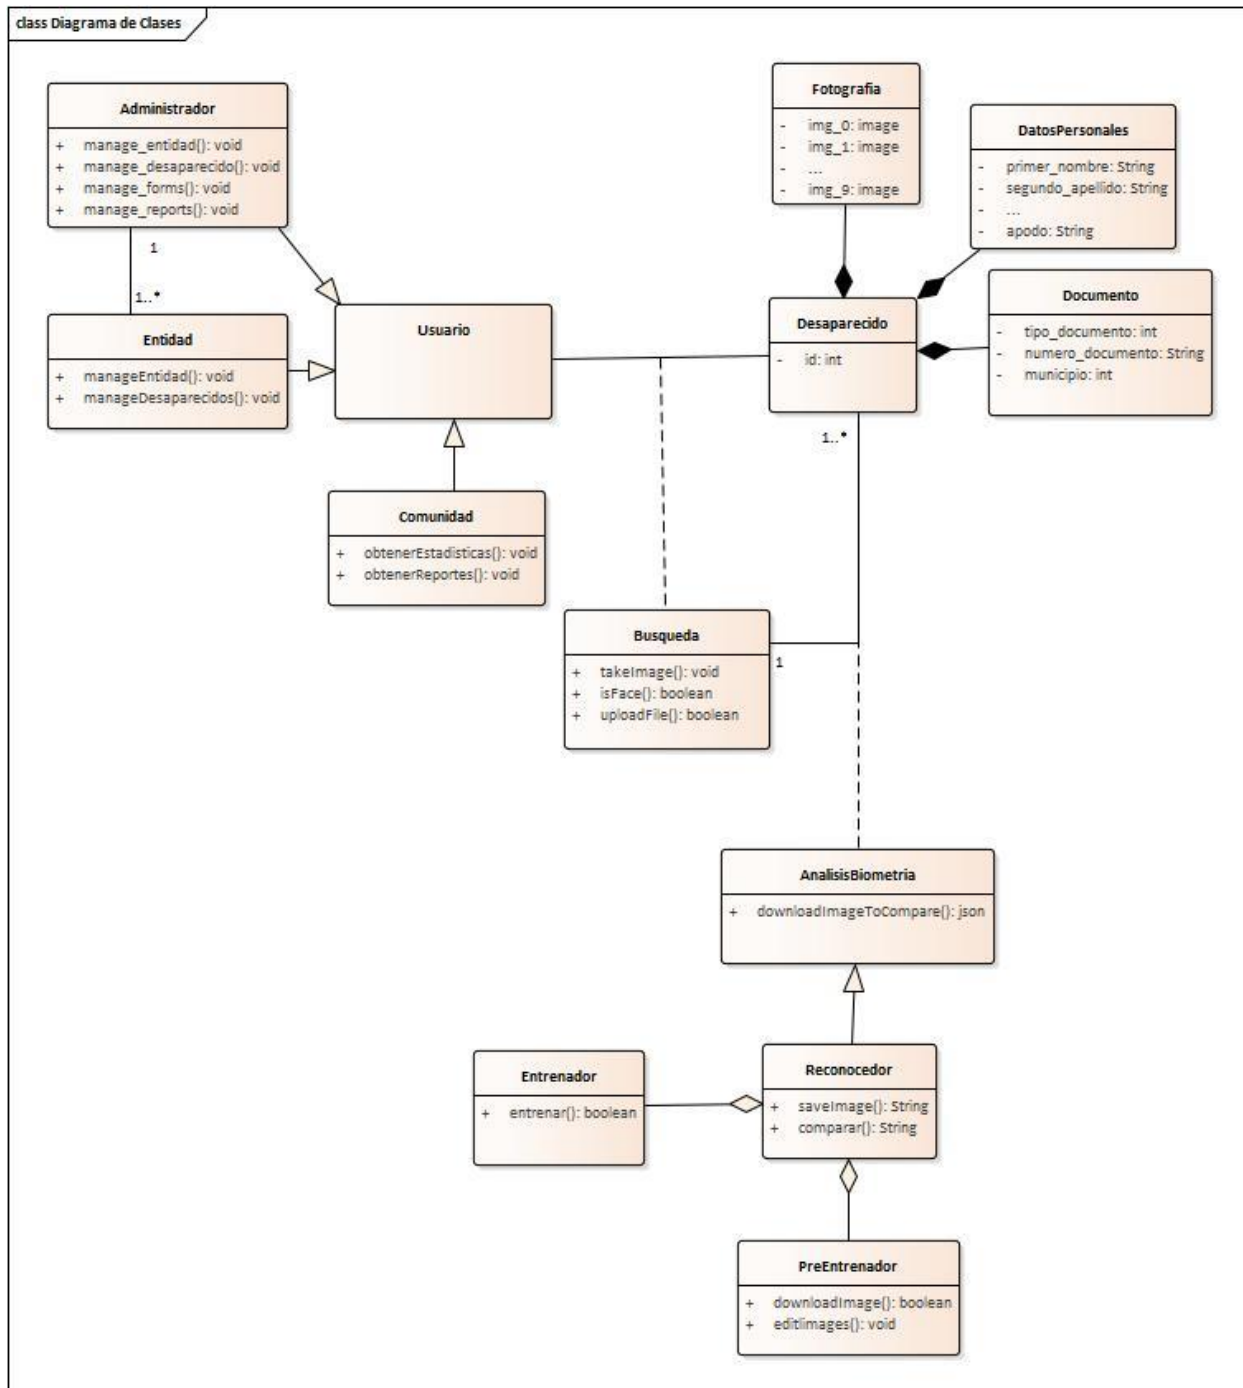 class Diagrama de Clases
Administrador
+ manage_entidad(): void
+ manage_desaparecido(): void
+ manage_forms(): void
+ manage_reports(): void
1
1..*
Entidad
+ manageEntidad(): void
+ manageDesaparecidos(): void
Usuario
Comunidad
+ obtenerEstadisticas(): void
+ obtenerReportes(): void
Fotografia
- img_0: image
- img_1: image
- ...
- img_9: image
DatosPersonales
- primer_nombre: String
- segundo_apellido: String
- ...
- apodo: String
Documento
- tipo_documento: int
- numero_documento: String
- municipio: int
Desaparecido
- id: int
1..*
Busqueda
+ takeImage(): void
+ isFace(): boolean
+ uploadFile(): boolean
1
AnalisisBiometria
+ downloadImageToCompare(): json
Entrenador
+ entrenar(): boolean
Reconocedor
+ saveImage(): String
+ comparar(): String
PreEntrenador
+ downloadImage(): boolean
+ editIimages(): void